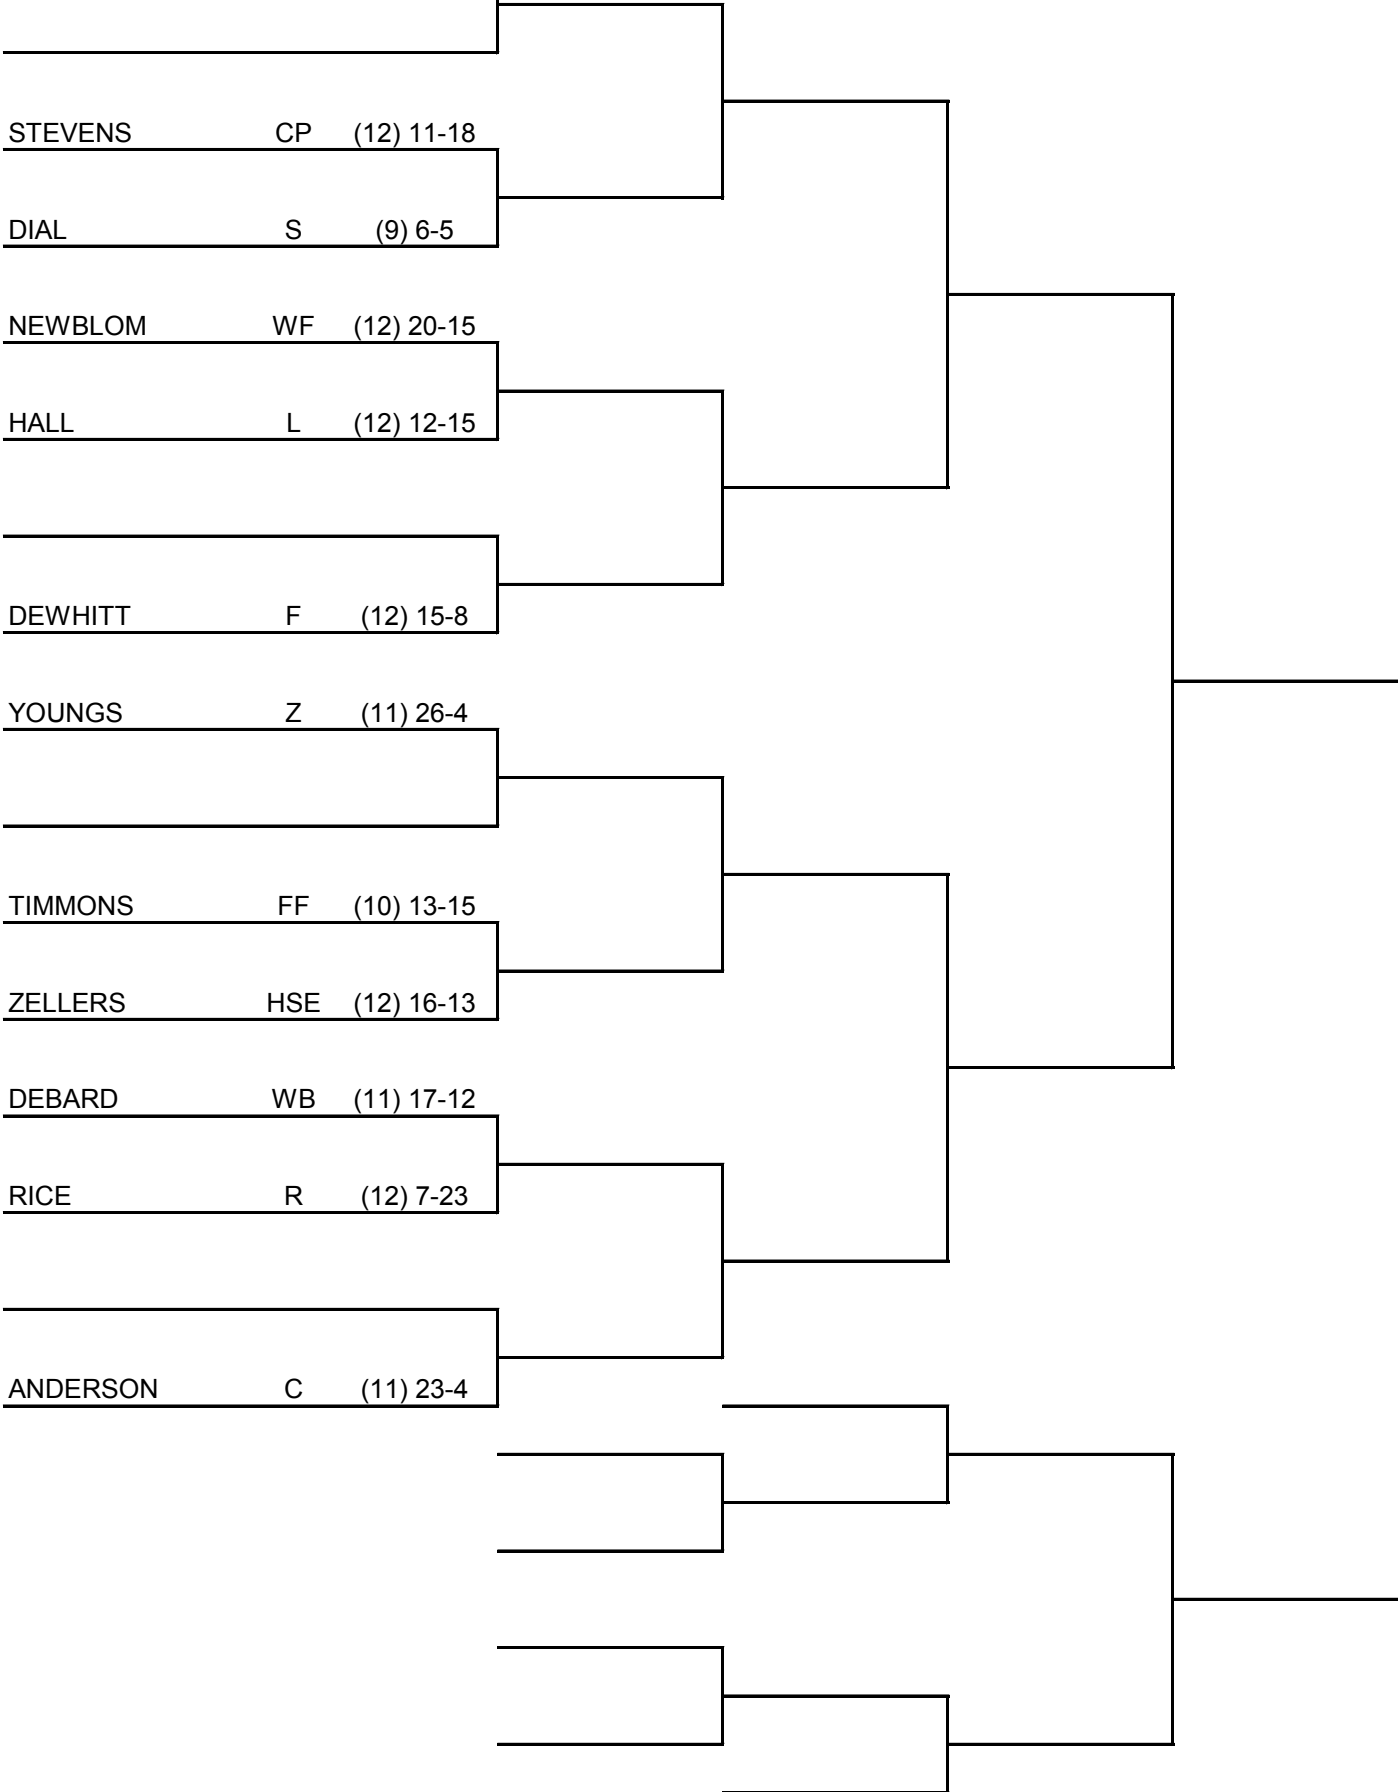 STEVENS CP (12) 11-18
DIAL S (9) 6-5
NEWBLOM WF (12) 20-15
HALL L (12) 12-15
DEWHITT F (12) 15-8
YOUNGS Z (11) 26-4
TIMMONS FF (10) 13-15
ZELLERS HSE (12) 16-13
DEBARD WB (11) 17-12
RICE R (12) 7-23
ANDERSON C (11) 23-4